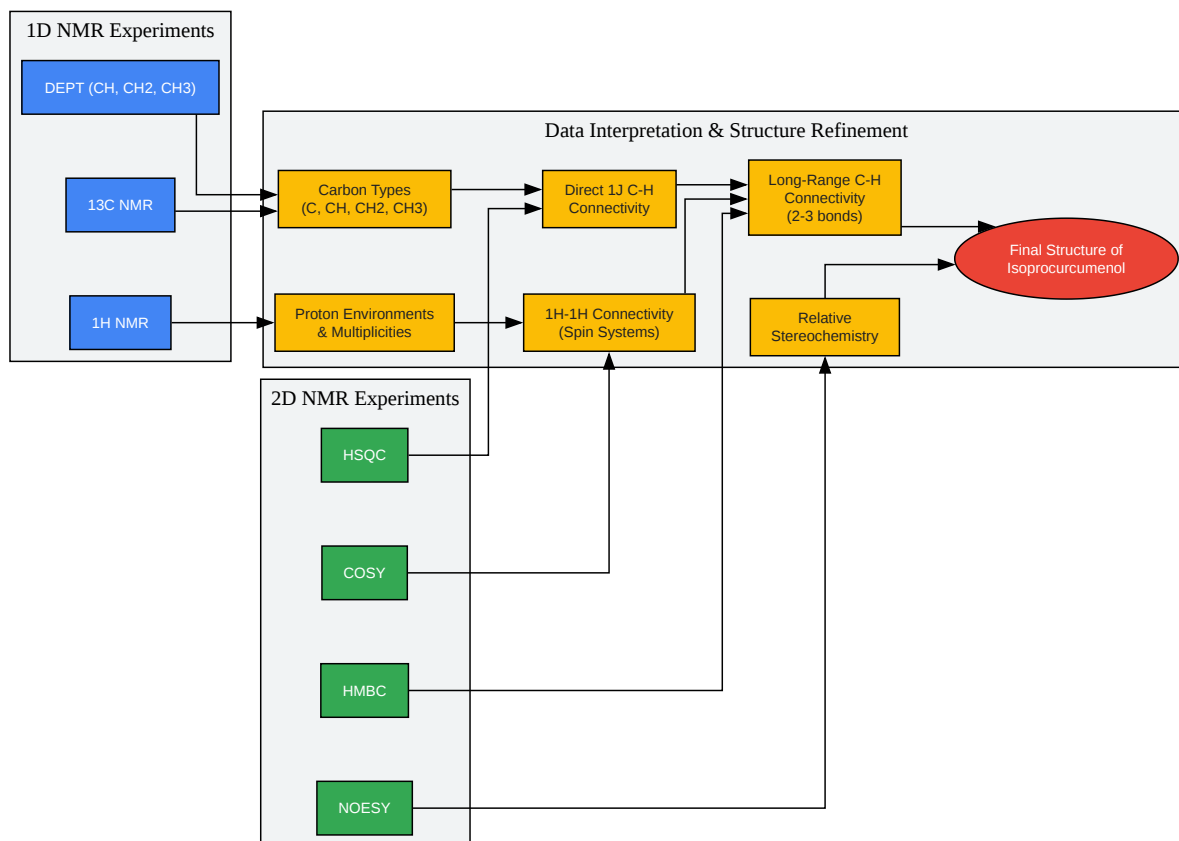 1D NMR Experiments
DEPT (CH, CH2, CH3)
13C NMR
1H NMR
Data Interpretation & Structure Refinement
Carbon Types
(C, CH, CH2, CH3)
Direct 1J C-H
Connectivity
Long-Range C-H
Connectivity
(2-3 bonds)
Final Structure of
Isoprocurcumenol
Proton Environments
& Multiplicities
1H-1H Connectivity
(Spin Systems)
Relative
Stereochemistry
2D NMR Experiments
HSQC
COSY
HMBC
NOESY